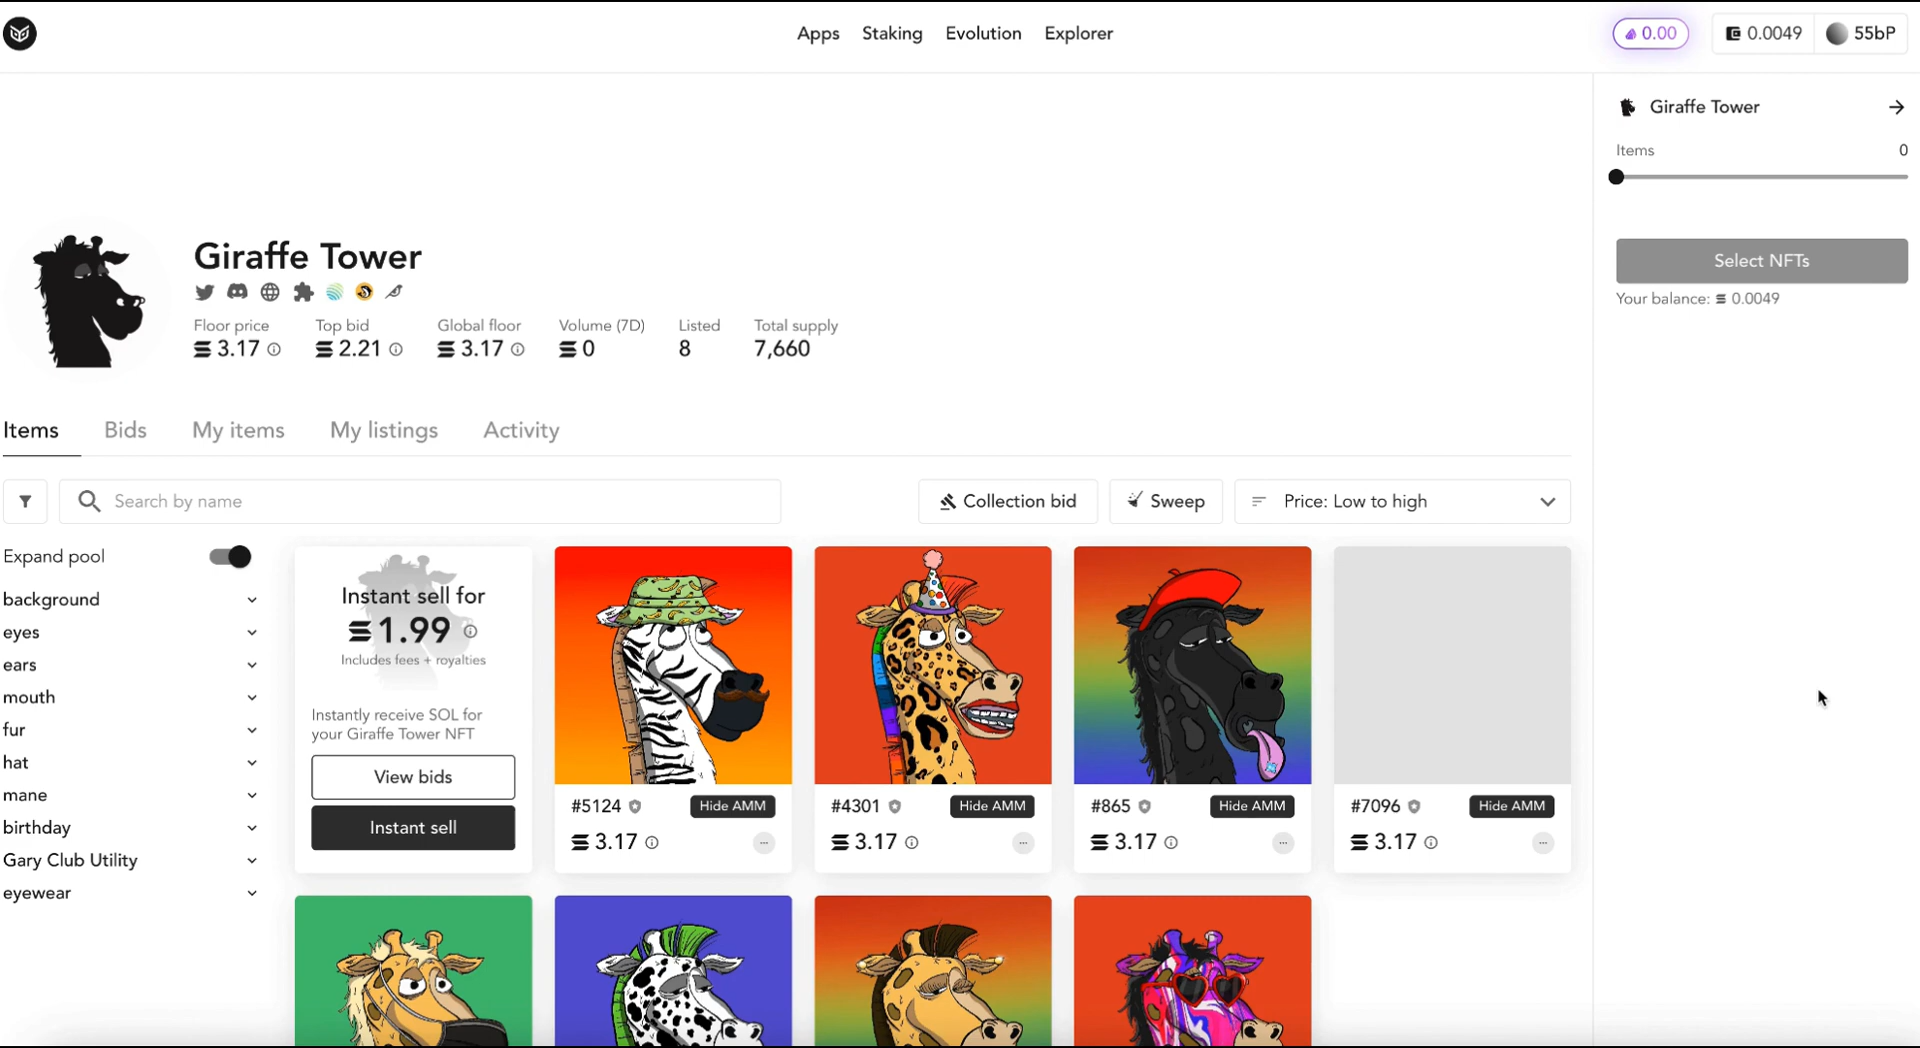 Apps Staking Evolution Explorer
0.00 0.0049 55bP
Giraffe Tower
Items 0
Select NFTs
Your balance: 0.0049
Giraffe Tower
Floor price Top bid Global floor Volume (7D) Listed Total supply
3.17 2.21 3.17 0 8 7,660
Items Bids My items My listings Activity
Search by name Collection bid Sweep Price: Low to high
Expand pool
background
eyes
ears
mouth
fur
hat
mane
birthday
Gary Club Utility
eyewear
Instant sell for
1.99
Includes fees + royalties
Instantly receive SOL for
your Giraffe Tower NFT
View bids
Instant sell
#5124 Hide AMM
3.17
#4301 Hide AMM
3.17
#865 Hide AMM
3.17
#7096 Hide AMM
3.17